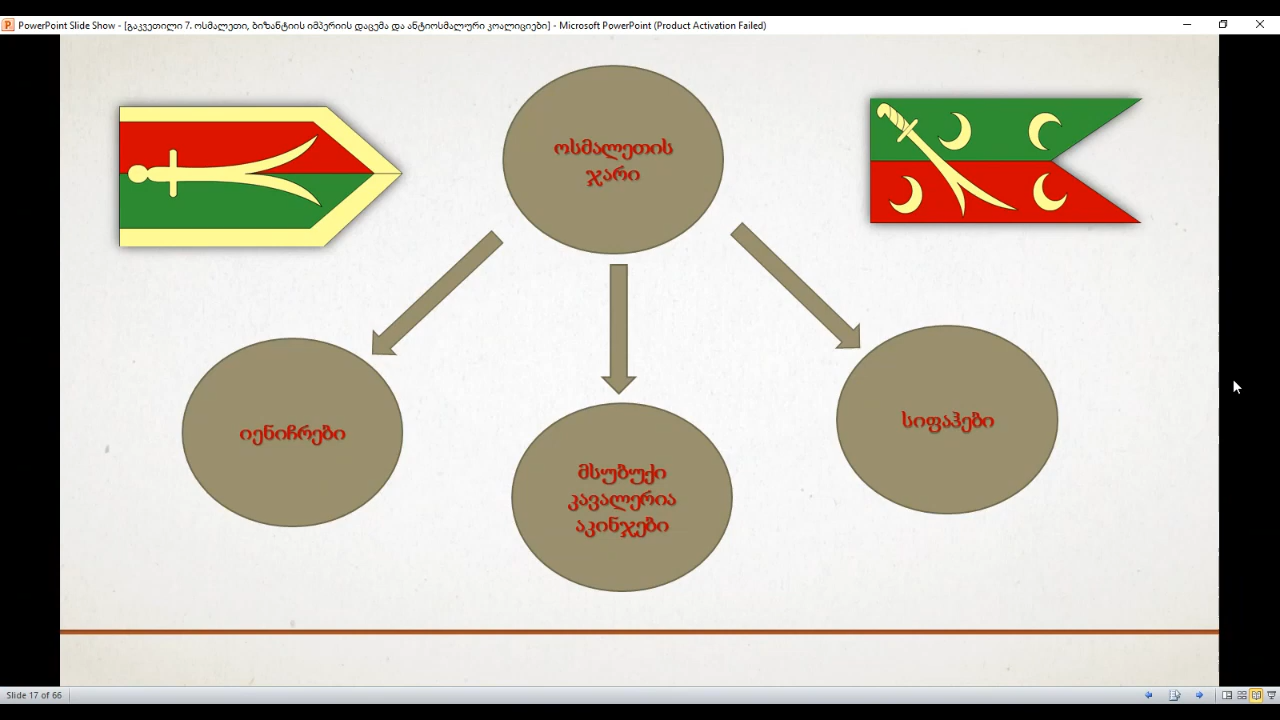 PowerPoint Slide Show - [გაკვეთილი 7. ოსმალეთი, ბიზანტიის იმპერიის დაცემა და ანტიოსმალური კოალიციები] - Microsoft PowerPoint (Product Activation Failed)
ოსმალეთის
ჯარი
იენიჩრები
სიფაჰები
მსუბუქი
კავალერია
აკინჯები
Slide 17 of 66